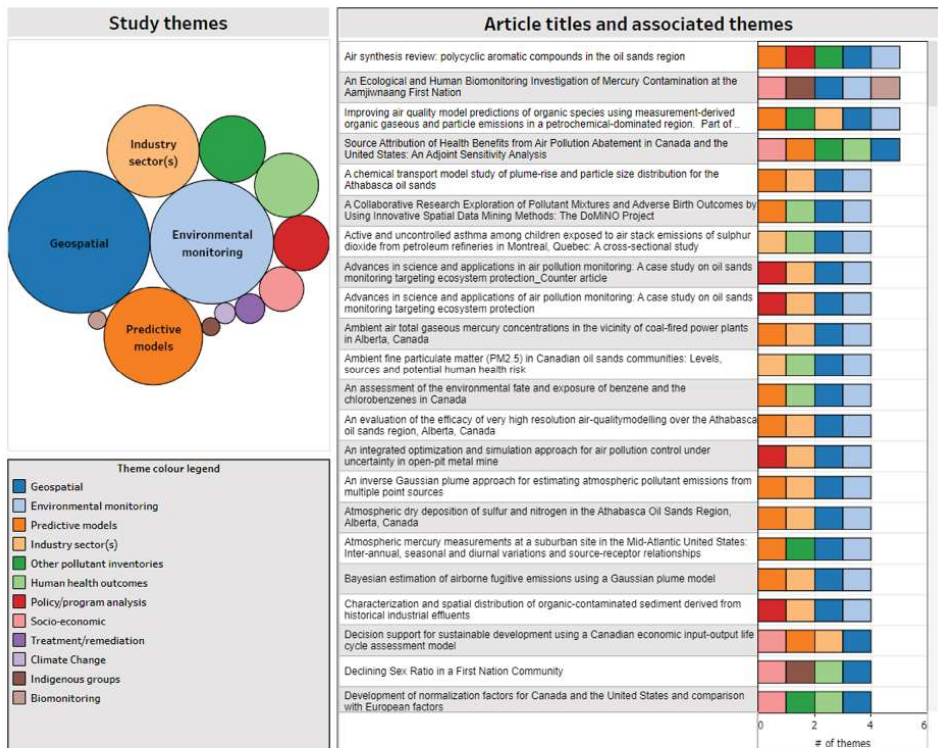 Study themes
Industry
sector(s)
Geospatial
Environmental
monitoring
Predictive
models
Theme colour legend
Geospatial
Environmental monitoring
Predictive models
Industry sector(s)
Other pollutant inventories
Human health outcomes
Policy/program analysis
Socio-economic
Treatment/remediation
Climate Change
Indigenous groups
Biomonitoring
Article titles and associated themes
Air synthesis review: polycyclic aromatic compounds in the oil sands region
An Ecological and Human Biomonitoring Investigation of Mercury Contamination at the
Aamjiwnaang First Nation
Improving air quality model predictions of organic species using measurement-derived
organic gaseous and particle emissions in a petrochemical-dominated region. Part of ..
Source Attribution of Health Benefits from Air Pollution Abatement in Canada and the
United States: An Adjoint Sensitivity Analysis
A chemical transport model study of plume-rise and particle size distribution for the
Athabasca oil sands
A Collaborative Research Exploration of Pollutant Mixtures and Adverse Birth Outcomes by
Using Innovative Spatial Data Mining Methods: The DoMiNO Project
Active and uncontrolled asthma among children exposed to air stack emissions of sulphur
dioxide from petroleum refineries in Montreal, Quebec: A cross-sectional study
Advances in science and applications in air pollution monitoring: A case study on oil sands
monitoring targeting ecosystem protection_Counter article
Advances in science and applications of air pollution monitoring: A case study on oil sands
monitoring targeting ecosystem protection
Ambient air total gaseous mercury concentrations in the vicinity of coal-fired power plants
in Alberta, Canada
Ambient fine particulate matter (PM2.5) in Canadian oil sands communities: Levels,
sources and potential human health risk
An assessment of the environmental fate and exposure of benzene and the
chlorobenzenes in Canada
An evaluation of the efficacy of very high resolution air-qualitymodelling over the Athabasca
oil sands region, Alberta, Canada
An integrated optimization and simulation approach for air pollution control under
uncertainty in open-pit metal mine
An inverse Gaussian plume approach for estimating atmospheric pollutant emissions from
multiple point sources
Atmospheric dry deposition of sulfur and nitrogen in the Athabasca Oil Sands Region,
Alberta, Canada
Atmospheric mercury measurements at a suburban site in the Mid-Atlantic United States:
Inter-annual, seasonal and diurnal variations and source-receptor relationships
Bayesian estimation of airborne fugitive emissions using a Gaussian plume model
Characterization and spatial distribution of organic-contaminated sediment derived from
historical industrial effluents
Decision support for sustainable development using a Canadian economic input-output life
cycle assessment model
Declining Sex Ratio in a First Nation Community
Development of normalization factors for Canada and the United States and comparison
with European factors
0 2 4 6
# of themes